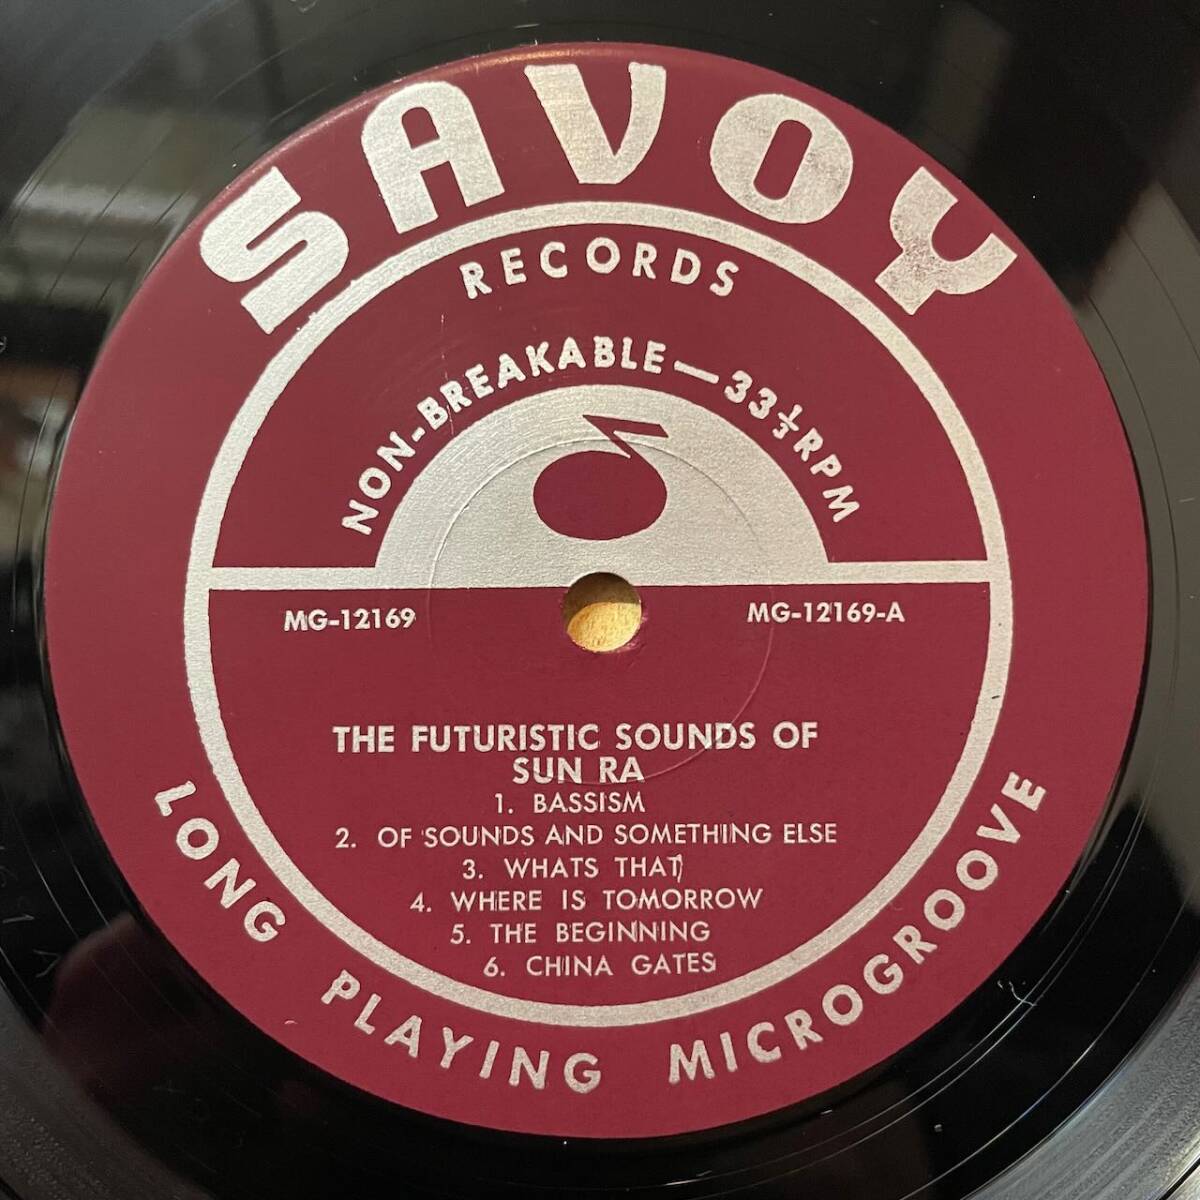 SAVOY
RECORDS
NON-BREAKABLE—33⅓RPM
MG-12169
MG-12169-A
THE FUTURISTIC SOUNDS OF
SUN RA
1. BASSISM
2. OF SOUNDS AND SOMETHING ELSE
3. WHATS THAT
4. WHERE IS TOMORROW
5. THE BEGINNING
6. CHINA GATES
LONG PLAYING MICROGROOVE